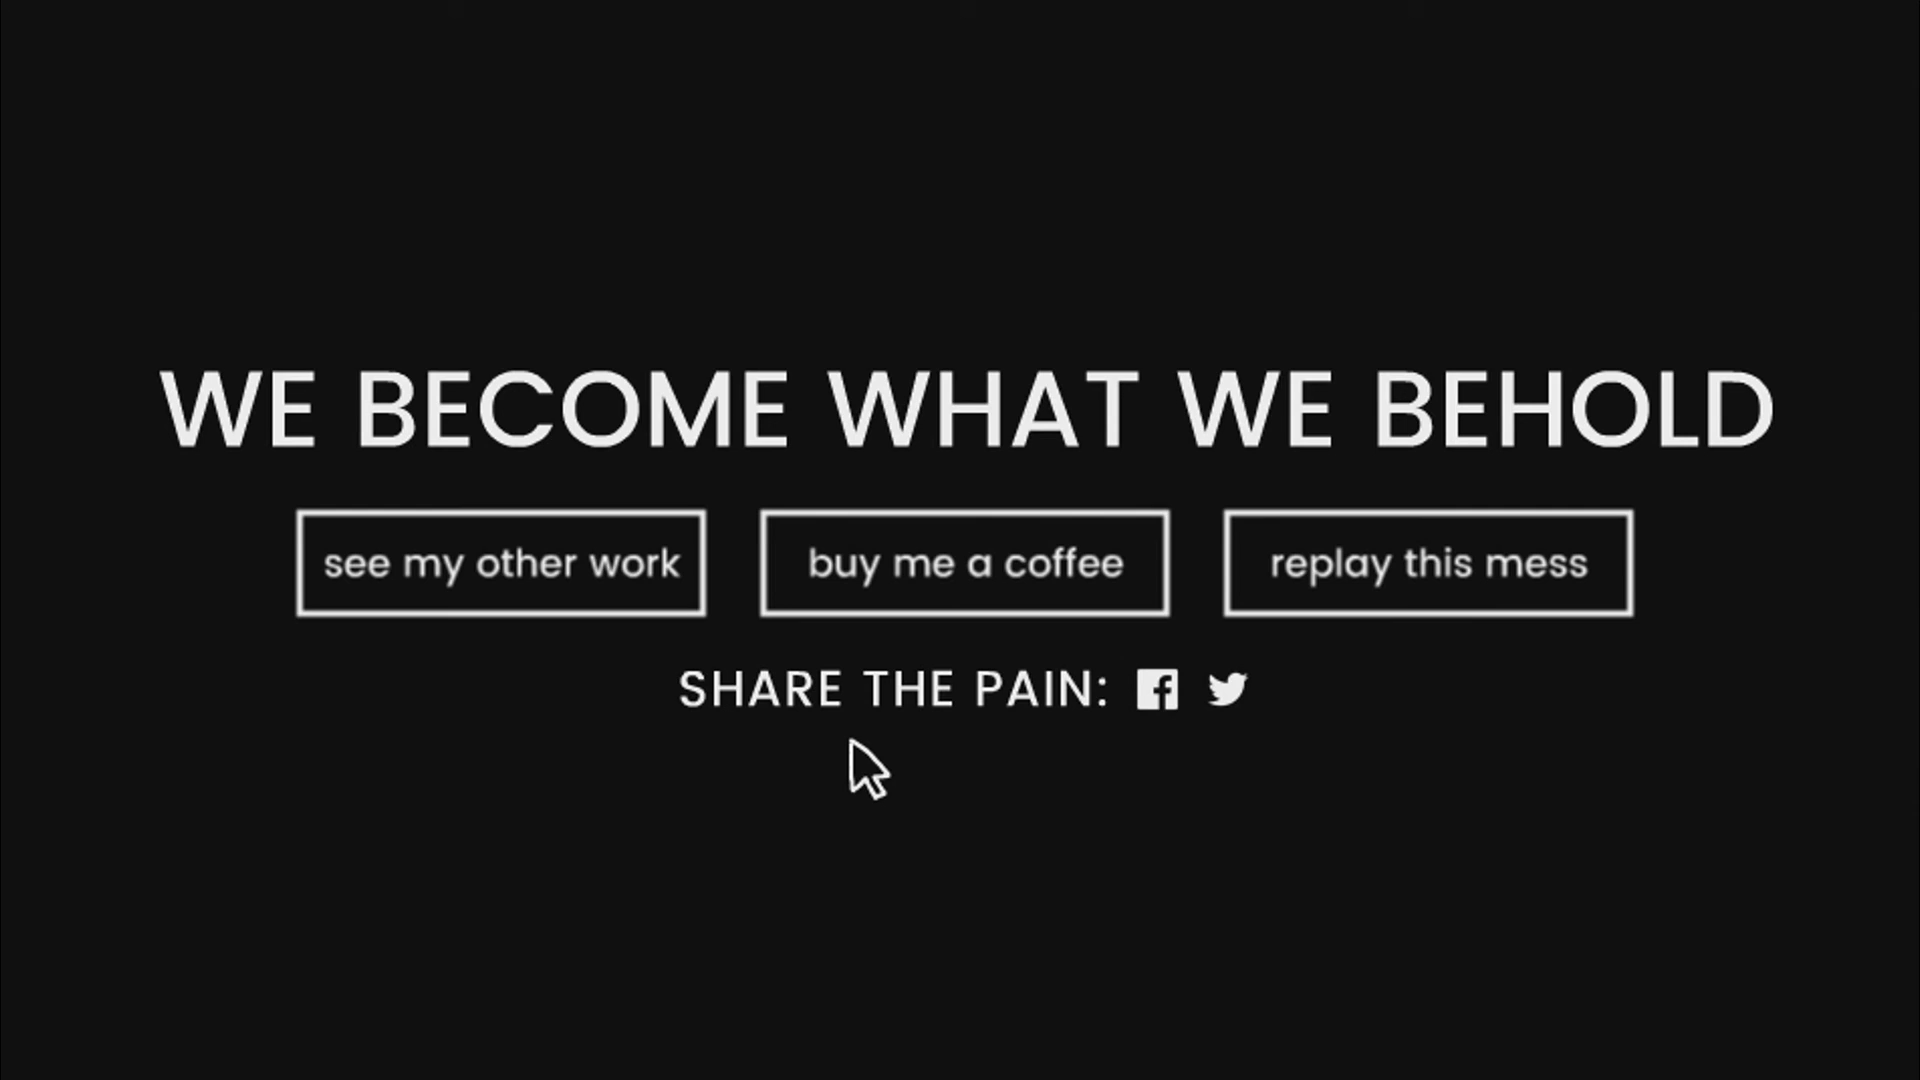 WE BECOME WHAT WE BEHOLD
see my other work
buy me a coffee
replay this mess
SHARE THE PAIN: